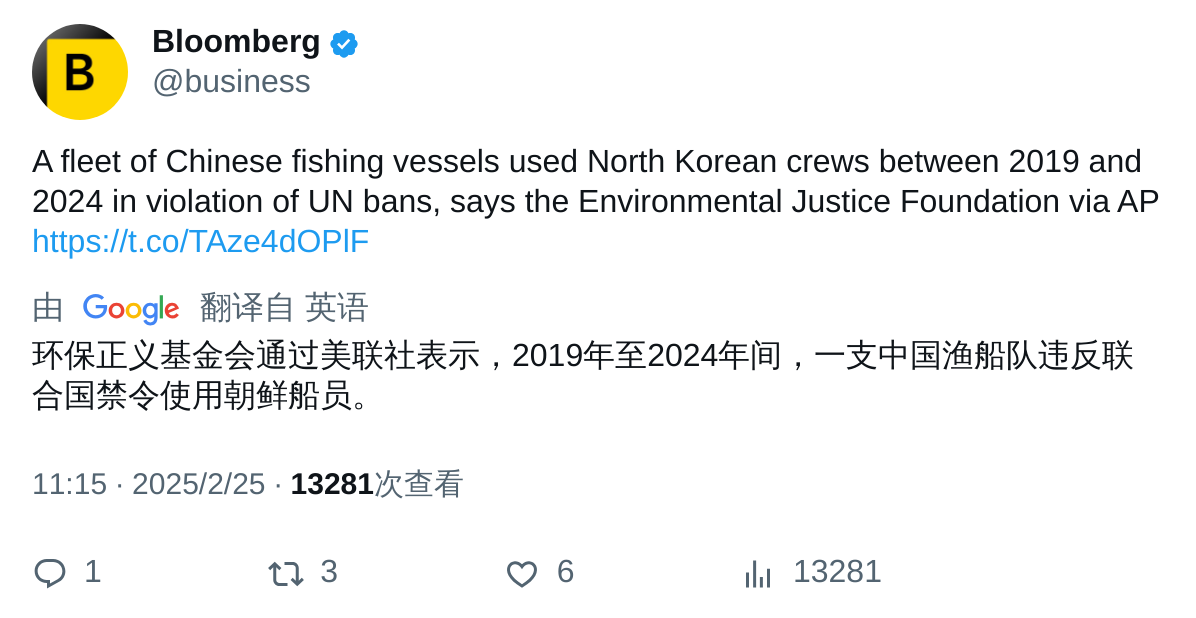 B
Bloomberg
@business
A fleet of Chinese fishing vessels used North Korean crews between 2019 and
2024 in violation of UN bans, says the Environmental Justice Foundation via AP
https://t.co/TAze4dOPlF
由 Google 翻译自 英语
环保正义基金会通过美联社表示，2019年至2024年间，一支中国渔船队违反联
合国禁令使用朝鲜船员。
11:15 · 2025/2/25 · 13281次查看
1 3 6 13281